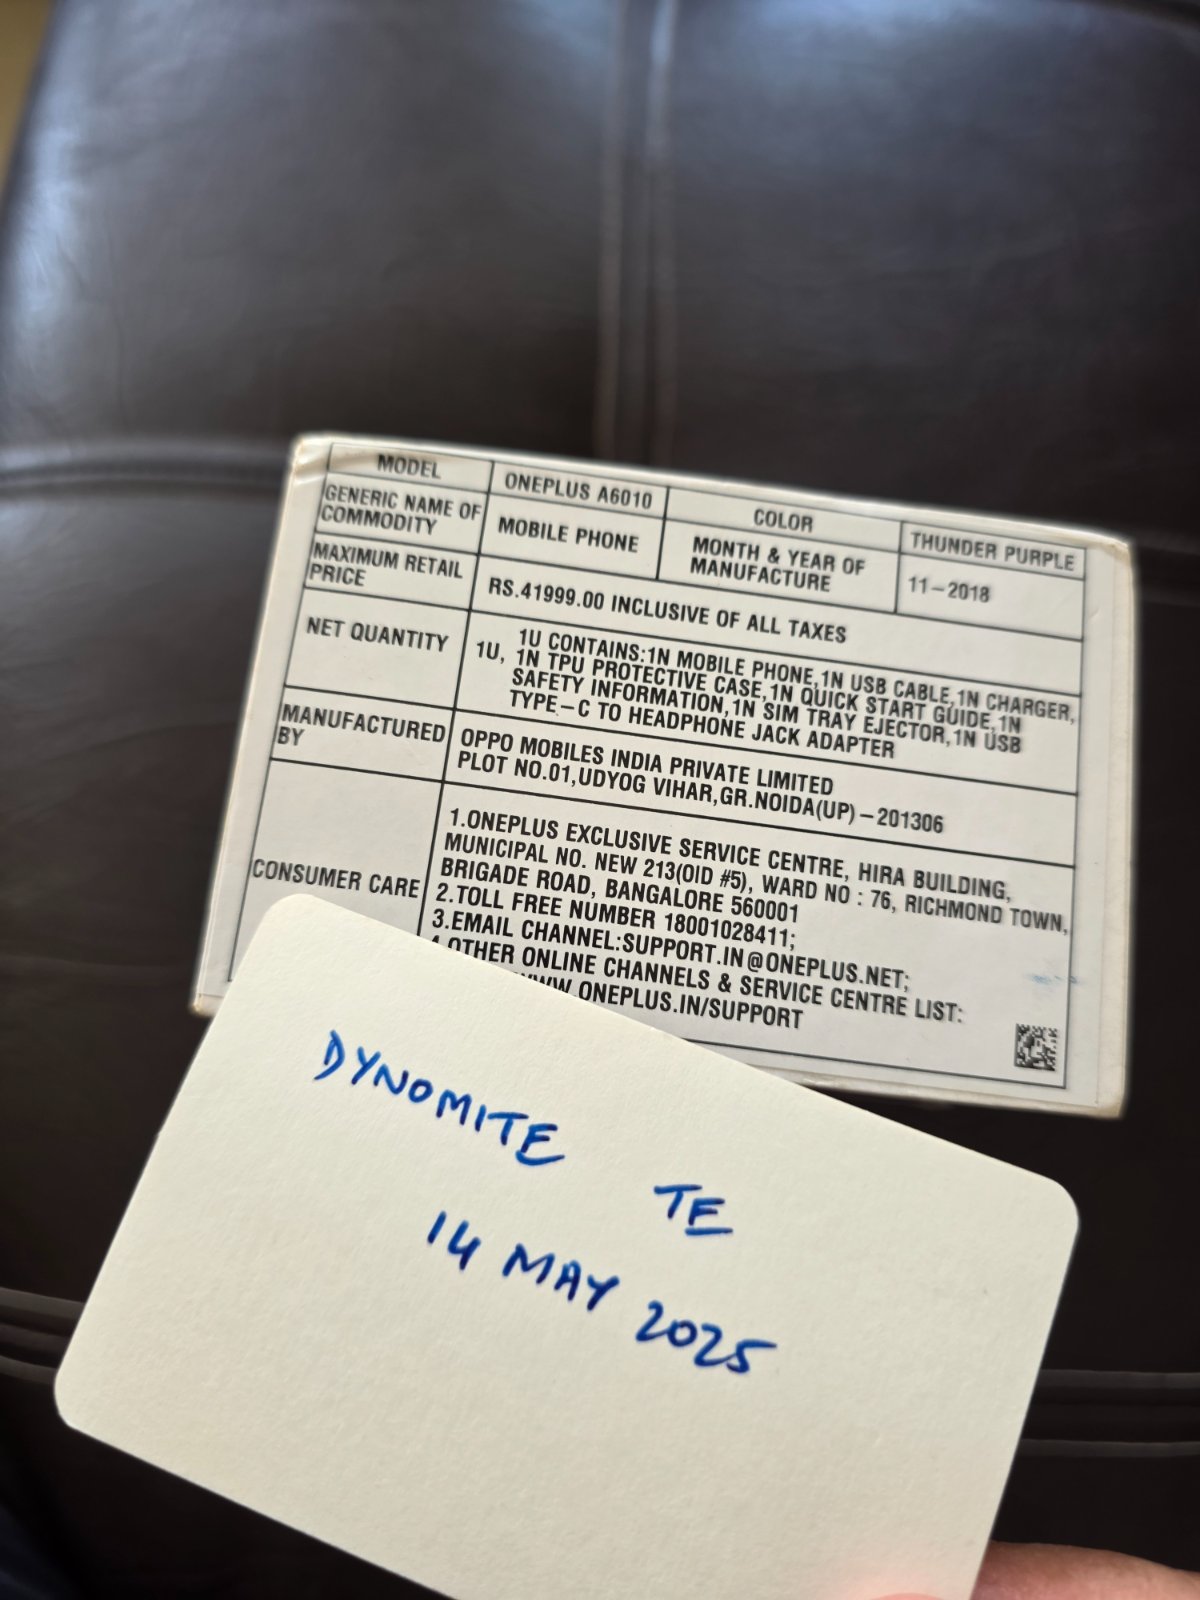 MODEL
ONEPLUS A6010
COLOR
THUNDER PURPLE
GENERIC NAME OF
COMMODITY
MOBILE PHONE
MONTH & YEAR OF
MANUFACTURE
11-2018
MAXIMUM RETAIL
PRICE
RS.41999.00 INCLUSIVE OF ALL TAXES
NET QUANTITY
1U, 1U CONTAINS:1N MOBILE PHONE,1N USB CABLE,1N CHARGER,
1N TPU PROTECTIVE CASE,1N QUICK START GUIDE,1N
SAFETY INFORMATION,1N SIM TRAY EJECTOR,1N USB
TYPE-C TO HEADPHONE JACK ADAPTER
MANUFACTURED
BY
OPPO MOBILES INDIA PRIVATE LIMITED
PLOT NO.01,UDYOG VIHAR,GR.NOIDA(UP)-201306
CONSUMER CARE
1.ONEPLUS EXCLUSIVE SERVICE CENTRE, HIRA BUILDING,
MUNICIPAL NO. NEW 213(OID #5), WARD NO : 76, RICHMOND TOWN,
BRIGADE ROAD, BANGALORE 560001
2.TOLL FREE NUMBER 18001028411;
3.EMAIL CHANNEL:SUPPORT.IN@ONEPLUS.NET;
4.OTHER ONLINE CHANNELS & SERVICE CENTRE LIST:
WWW.ONEPLUS.IN/SUPPORT
DYNOMITE TE
14 MAY 2025